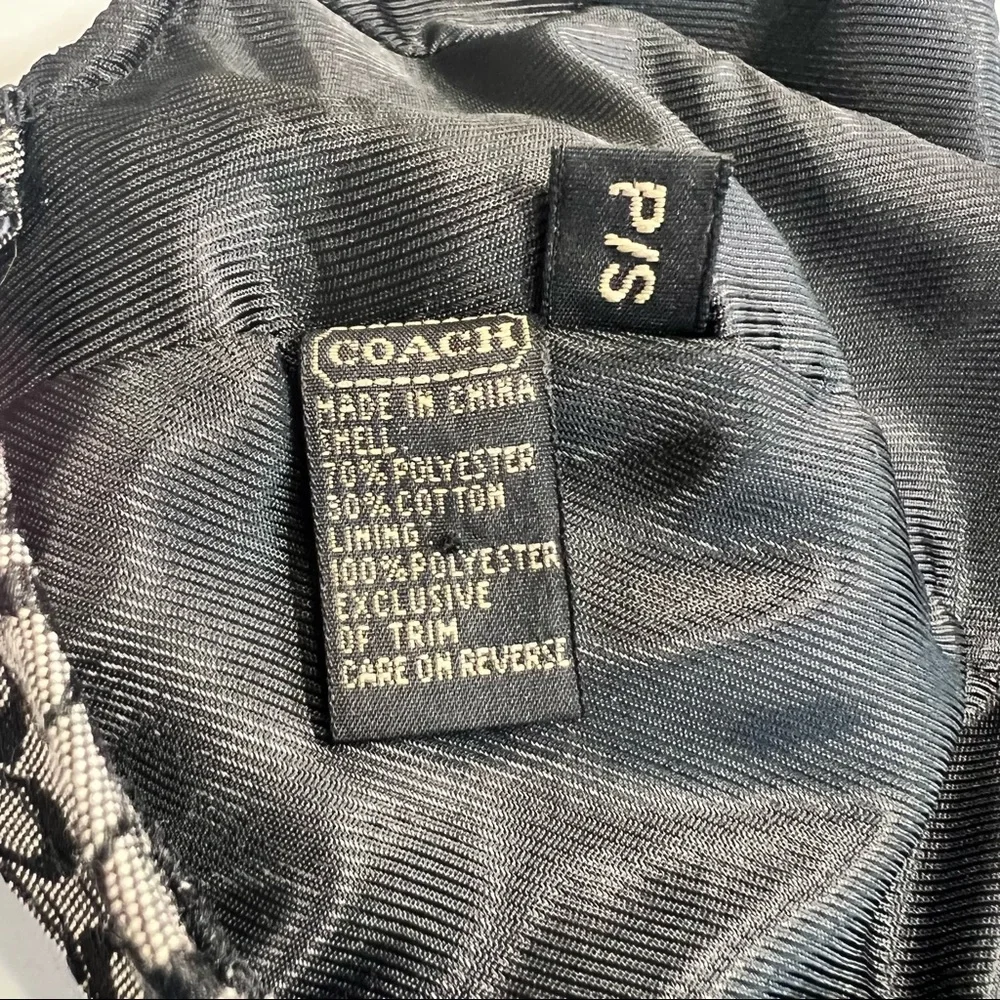 P/S
COACH
MADE IN CHINA
SHELL
70% POLYESTER
30% COTTON
LINING
100% POLYESTER
EXCLUSIVE
OF TRIM
CARE ON REVERSE